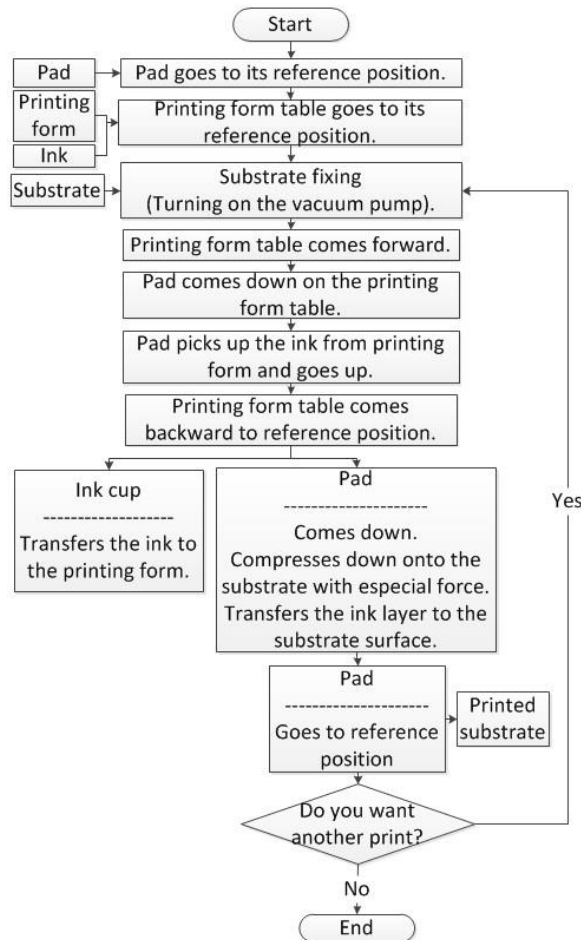 Start
Pad
Pad goes to its reference position.
Printing
form
Ink
Printing form table goes to its
reference position.
Substrate
Substrate fixing
(Turning on the vacuum pump).
Printing form table comes forward.
Pad comes down on the printing
form table.
Pad picks up the ink from printing
form and goes up.
Printing form table comes
backward to reference position.
Ink cup
-------------------
Transfers the ink to
the printing form.
Pad
---------------------
Comes down.
Compresses down onto the
substrate with especial force.
Transfers the ink layer to the
substrate surface.
Yes
Pad
---------------------
Goes to reference
position
Printed
substrate
Do you want
another print?
No
End